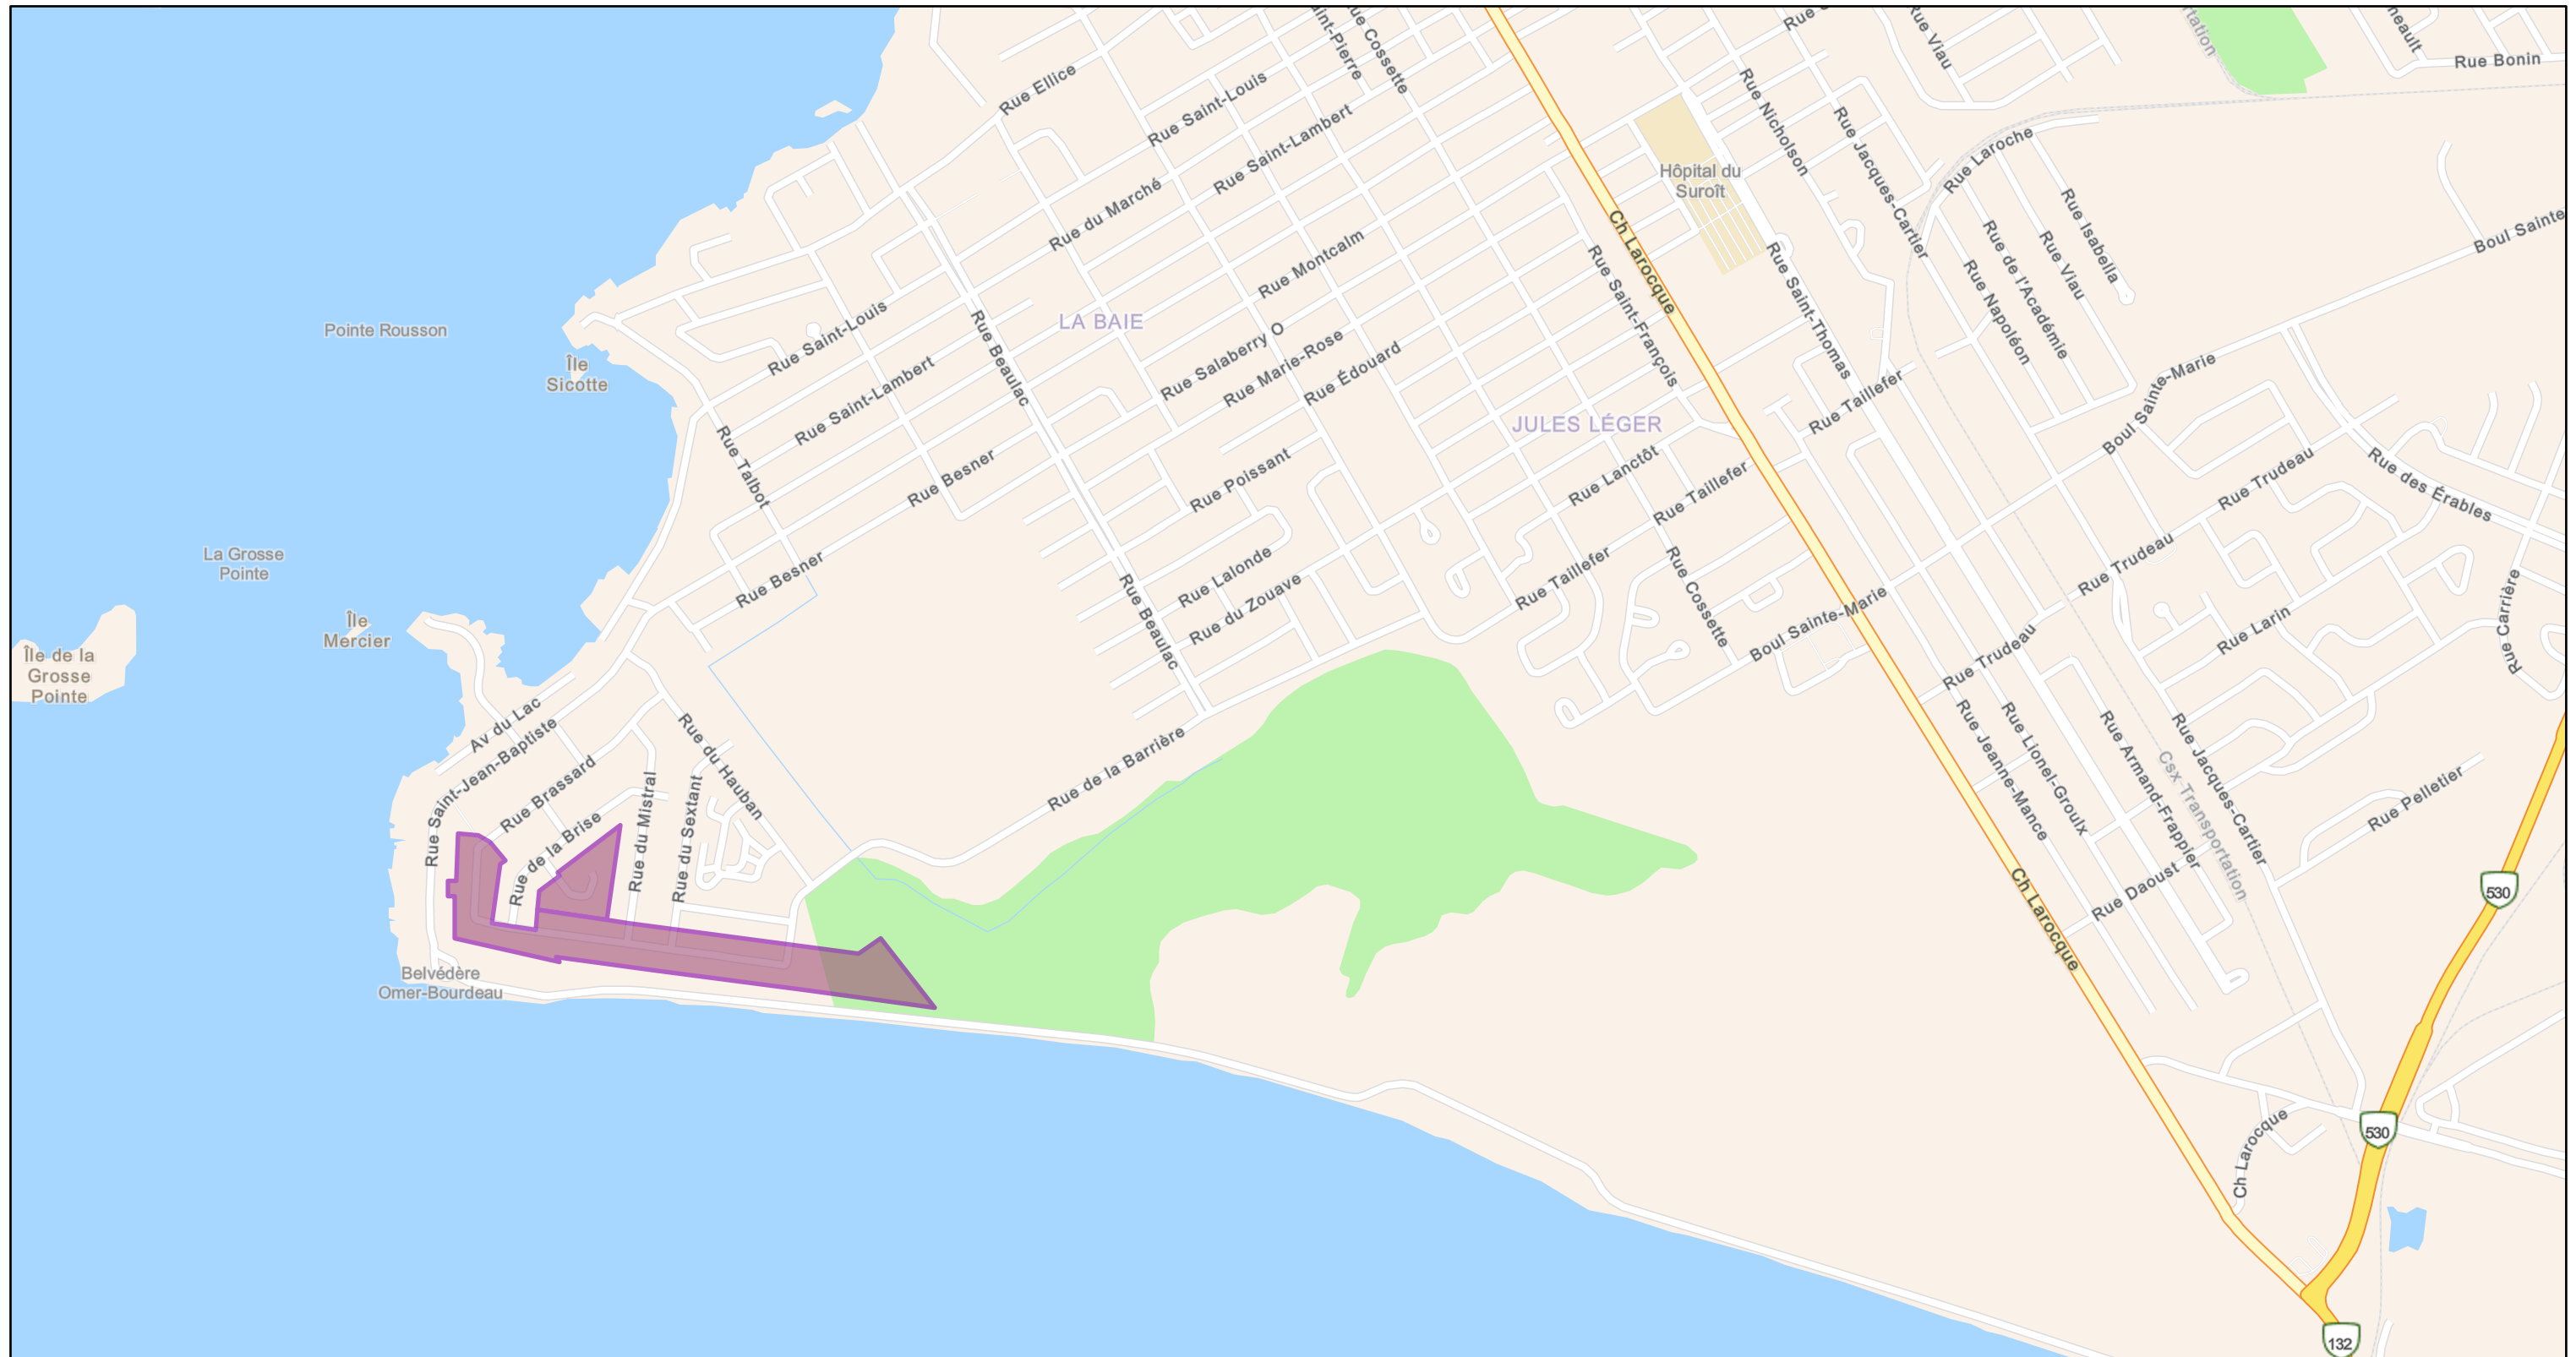 Rue Viau
Rue Bonin
Rue Cossette
Rue Ellice
Rue Saint-Louis
Rue Saint-Lambert
Rue Nicholson
Rue Jacques-Cartier
Rue Laroche
Hôpital du
Suroît
Rue Isabella
Rue du Marché
Rue Montcalm
Ch Larocque
Rue de l'Académie
Rue Viau
Boul Sainte
Rue Saint-François
Rue Saint-Thomas
Rue Napoléon
Pointe Rousson
LA BAIE
Rue Saint-Louis
Rue Beaulac
Rue Salaberry O
Rue Marie-Rose
Rue Édouard
Île
Sicotte
Rue Saint-Lambert
Rue Taillefer
Boul Sainte-Marie
JULES LÉGER
Rue Talbot
Rue Besner
Rue Poissant
Rue Lanctôt
Rue Taillefer
Rue Trudeau
Rue des Érables
La Grosse
Pointe
Rue Besner
Rue Beaulac
Rue Lalonde
Rue du Zouave
Rue Taillefer
Rue Cossette
Boul Sainte-Marie
Rue Trudeau
Rue Larin
Rue Carrière
Île
Mercier
Île de la
Grosse
Pointe
Rue Trudeau
Av du Lac
Rue Saint-Jean-Baptiste
Rue Brassard
Rue du Hauban
Rue de la Barrière
Rue Jeanne-Mance
Rue Lionel-Groulx
Rue Armand-Frappier
Rue Jacques-Cartier
Csx Transportation
Rue Pelletier
Rue de la Brise
Rue du Mistral
Rue du Sextant
Rue Daoust
Ch Larocque
530
Belvédère
Omer-Bourdeau
530
Ch Larocque
132